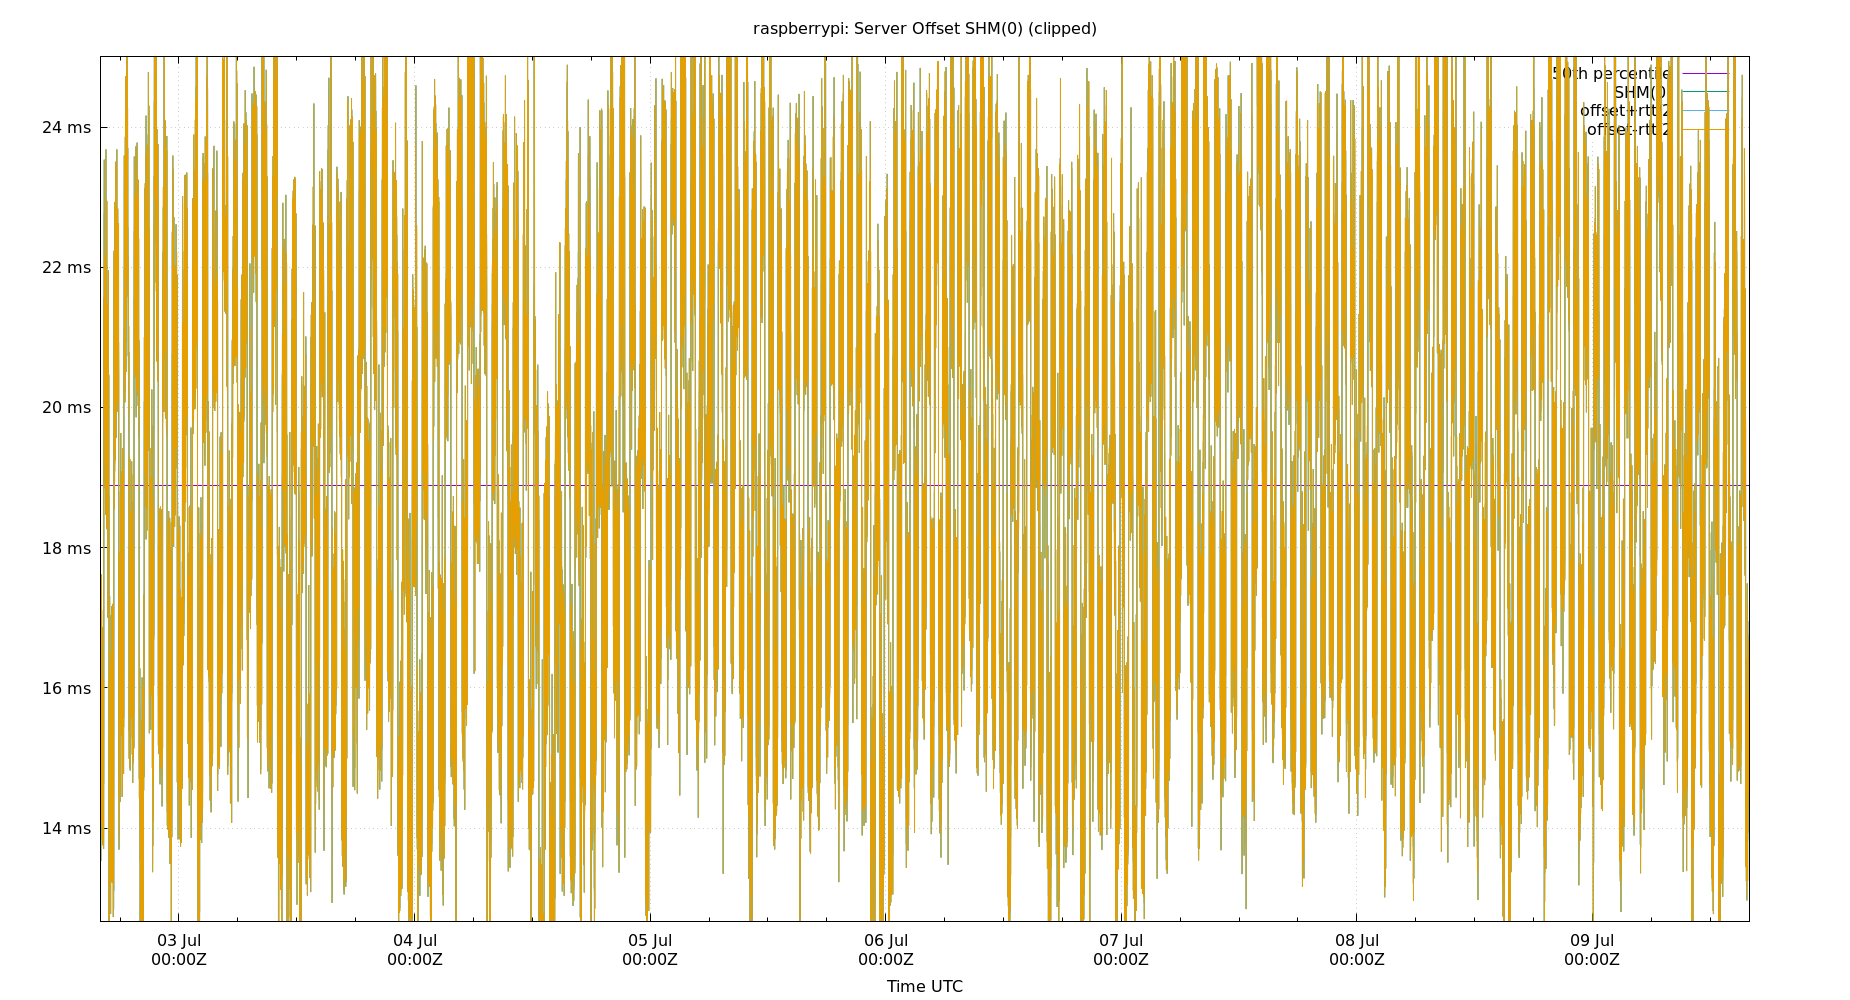 raspberrypi: Server Offset SHM(0) (clipped)
50th percentile
SHM(0)
offset+rtt/2
offset-rtt/2
24 ms
22 ms
20 ms
18 ms
16 ms
14 ms
03 Jul 04 Jul 05 Jul 06 Jul 07 Jul 08 Jul 09 Jul
00:00Z 00:00Z 00:00Z 00:00Z 00:00Z 00:00Z 00:00Z
Time UTC